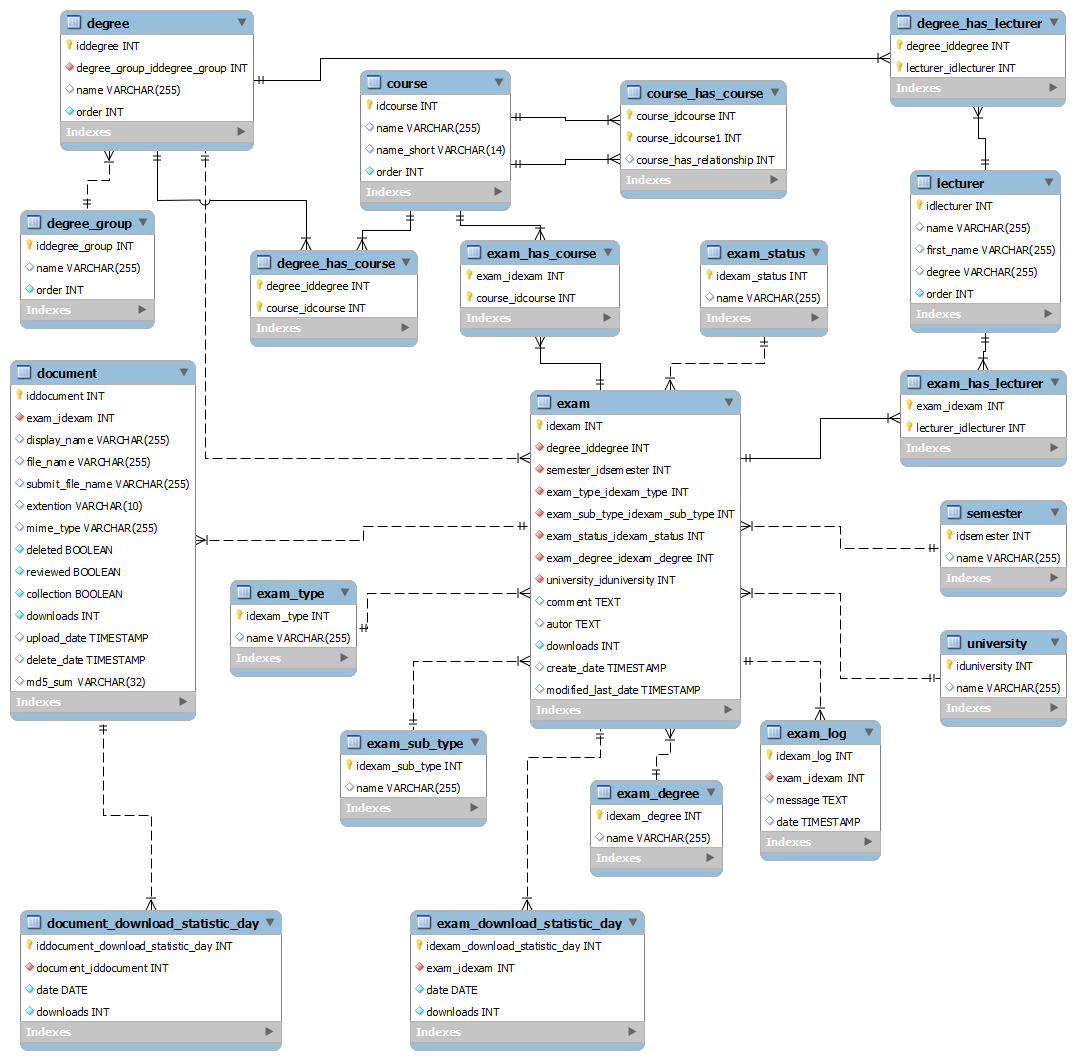 degree
iddegree INT
degree_group_iddegree_group INT
name VARCHAR(255)
order INT
Indexes
degree_has_lecturer
degree_iddegree INT
lecturer_idlecturer INT
Indexes
course
idcourse INT
name VARCHAR(255)
name_short VARCHAR(14)
order INT
Indexes
course_has_course
course_idcourse INT
course_idcourse1 INT
course_has_relationship INT
Indexes
lecturer
idlecturer INT
name VARCHAR(255)
first_name VARCHAR(255)
degree VARCHAR(255)
order INT
Indexes
degree_group
iddegree_group INT
name VARCHAR(255)
order INT
Indexes
degree_has_course
degree_iddegree INT
course_idcourse INT
Indexes
exam_has_course
exam_idexam INT
course_idcourse INT
Indexes
exam_status
idexam_status INT
name VARCHAR(255)
Indexes
document
iddocument INT
exam_idexam INT
display_name VARCHAR(255)
file_name VARCHAR(255)
submit_file_name VARCHAR(255)
extention VARCHAR(10)
mime_type VARCHAR(255)
deleted BOOLEAN
reviewed BOOLEAN
collection BOOLEAN
downloads INT
upload_date TIMESTAMP
delete_date TIMESTAMP
md5_sum VARCHAR(32)
Indexes
exam
idexam INT
degree_iddegree INT
semester_idsemester INT
exam_type_idexam_type INT
exam_sub_type_idexam_sub_type INT
exam_status_idexam_status INT
exam_degree_idexam_degree INT
university_iduniversity INT
comment TEXT
autor TEXT
downloads INT
create_date TIMESTAMP
modified_last_date TIMESTAMP
Indexes
exam_has_lecturer
exam_idexam INT
lecturer_idlecturer INT
Indexes
semester
idsemester INT
name VARCHAR(255)
Indexes
exam_type
idexam_type INT
name VARCHAR(255)
Indexes
university
iduniversity INT
name VARCHAR(255)
Indexes
exam_sub_type
idexam_sub_type INT
name VARCHAR(255)
Indexes
exam_degree
idexam_degree INT
name VARCHAR(255)
Indexes
exam_log
idexam_log INT
exam_idexam INT
message TEXT
date TIMESTAMP
Indexes
document_download_statistic_day
iddocument_download_statistic_day INT
document_iddocument INT
date DATE
downloads INT
Indexes
exam_download_statistic_day
idexam_download_statistic_day INT
exam_idexam INT
date DATE
downloads INT
Indexes